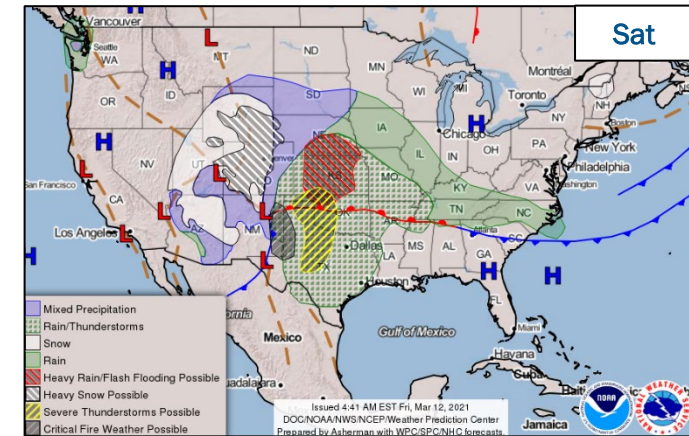 Sat
Vancouver
H
Seattle
WA
L
MT
ND
MN
Montréal
H
OR
ID
SD
WI
MI
Toronto
NH
Boston
NY
H
NE
IA
Chicago
H
New York
PA
Philadelphia
NV
UT
Denver
IL
IN
OH
San Francisco
L
CA
L
KS
MO
KY
VA
Washington
L
AZ
NM
L
OK
AR
TN
NC
Los Angeles
L
L
Dallas
TX
MS
AL
Atlanta
GA
SC
LA
H
Houston
H
H
FL
Mixed Precipitation
Rain/Thunderstorms
Snow
Rain
Heavy Rain/Flash Flooding Possible
Heavy Snow Possible
Severe Thunderstorms Possible
Critical Fire Weather Possible
Mexico
Gulf of Mexico
Miami
Havana
Cuba
Jamaica
Issued 4:41 AM EST Fri, Mar 12, 2021
DOC/NOAA/NWS/NCEP/Weather Prediction Center
Prepared by Asherman with WPC/SPC/NHC forecasts.
NOAA
NATIONAL WEATHER SERVICE